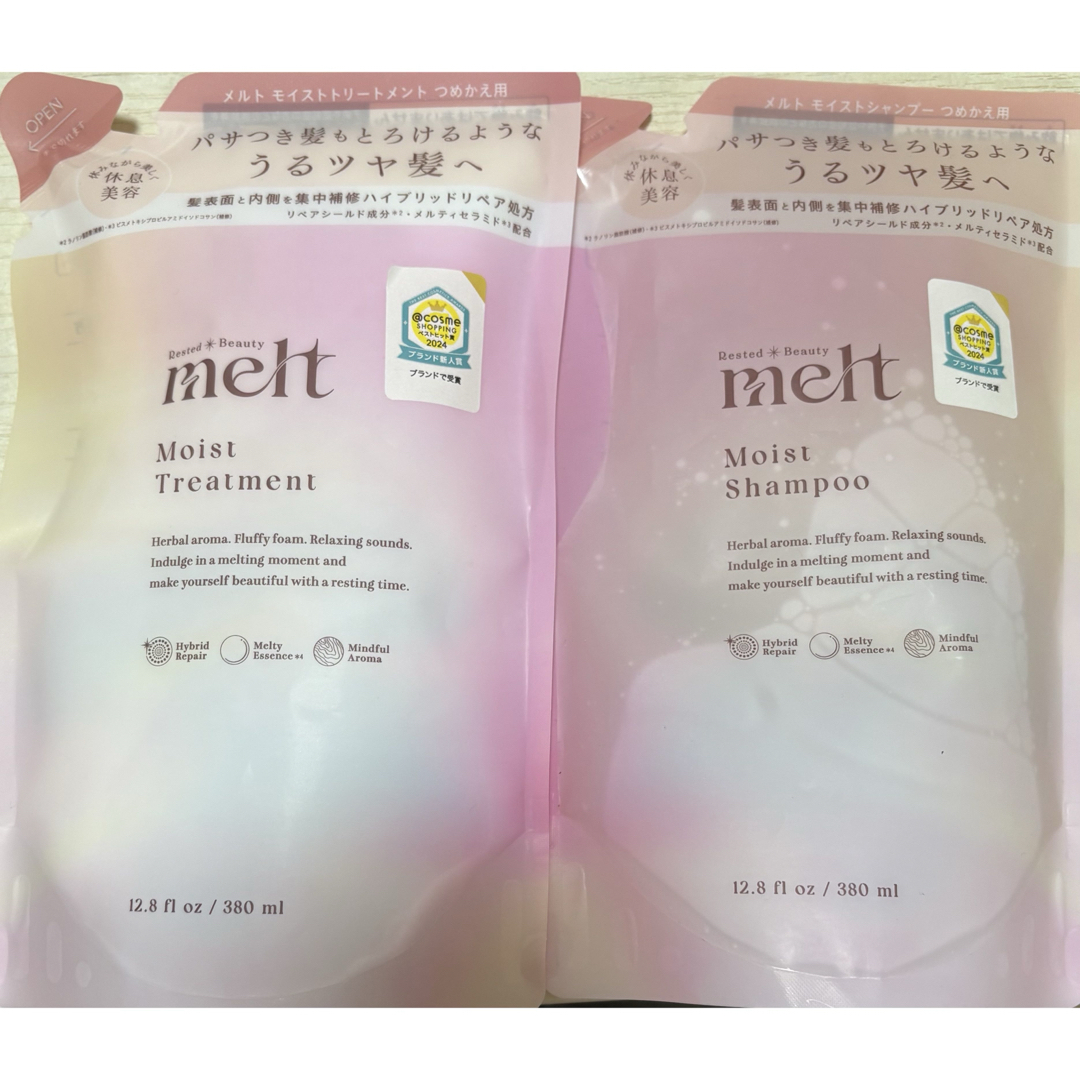 OPEN
メルト モイストトリートメント つめかえ用
パサつき髪もとろけるような
うるツヤ髪へ
休みながら美しく
休息
美容
髪表面と内側を集中補修ハイブリッドリペア処方
リペアシールド成分*2・メルティセラミド*3配合
@cosme
SHOPPING
ベストヒット賞
2024
ブランド新人賞
ブランドで受賞
Rested Beauty
melt
Moist
Treatment
Herbal aroma. Fluffy foam. Relaxing sounds.
Indulge in a melting moment and
make yourself beautiful with a resting time.
Hybrid
Repair
Melty
Essence*4
Mindful
Aroma
12.8 fl oz / 380 ml
メルト モイストシャンプー つめかえ用
パサつき髪もとろけるような
うるツヤ髪へ
休みながら美しく
休息
美容
髪表面と内側を集中補修ハイブリッドリペア処方
リペアシールド成分*2・メルティセラミド*3配合
@cosme
SHOPPING
ベストヒット賞
2024
ブランド新人賞
ブランドで受賞
Rested Beauty
melt
Moist
Shampoo
Herbal aroma. Fluffy foam. Relaxing sounds.
Indulge in a melting moment and
make yourself beautiful with a resting time.
Hybrid
Repair
Melty
Essence*4
Mindful
Aroma
12.8 fl oz / 380 ml